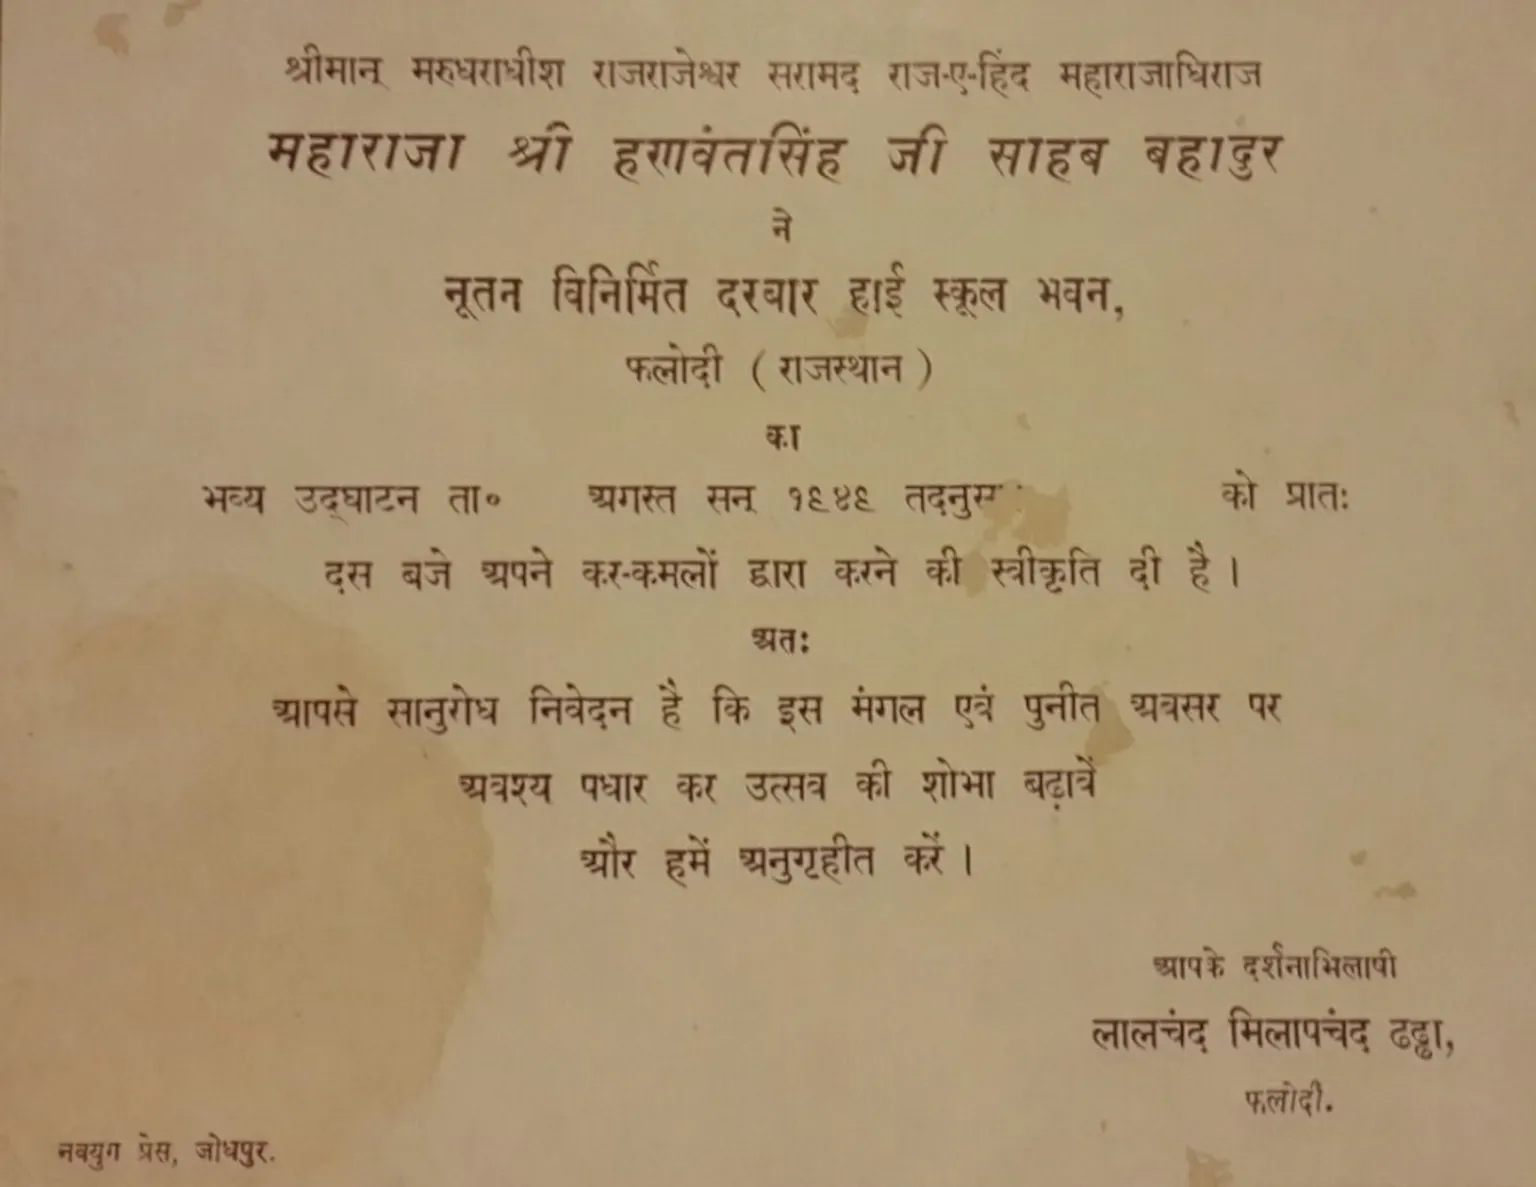 श्रीमान् मरुधराधीश राजराजेश्वर सरामद राज-ए-हिंद महाराजाधिराज
महाराजा श्री हणवंतसिंह जी साहब बहादुर
ने
नूतन विनिर्मित दरबार हाई स्कूल भवन,
फलोदी ( राजस्थान )
का
भव्य उद्घाटन ता० अगस्त सन् १९४९ को प्रातः
दस बजे अपने कर-कमलों द्वारा करने की स्वीकृति दी है ।
अतः
आपसे सानुरोध निवेदन है कि इस मंगल एवं पुनीत अवसर पर
अवश्य पधार कर उत्सव की शोभा बढ़ावें
और हमें अनुगृहीत करें ।
आपके दर्शनाभिलाषी
लालचंद मिलापचंद ढढ्ढा,
फलोदी.
नवयुग प्रेस, जोधपुर.